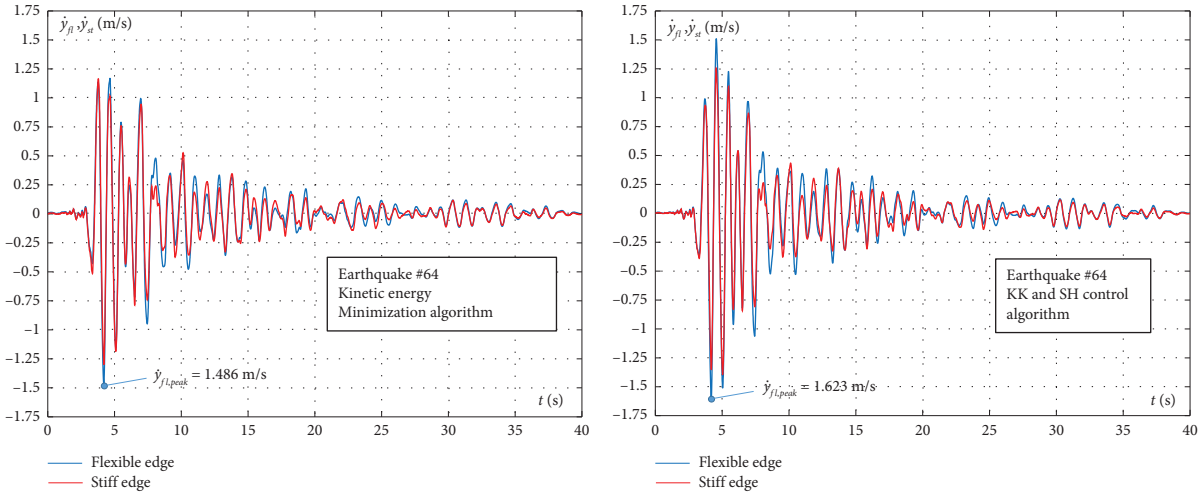 ẏfl ,ẏst (m/s)
1.75
1.5
1.25
1
0.75
0.5
0.25
0
−0.25
−0.5
−0.75
−1
−1.25
−1.5
−1.75
Earthquake #64
Kinetic energy
Minimization algorithm
ẏfl,peak = 1.486 m/s
t (s)
0 5 10 15 20 25 30 35 40
Flexible edge
Stiff edge
ẏfl ,ẏst (m/s)
1.75
1.5
1.25
1
0.75
0.5
0.25
0
−0.25
−0.5
−0.75
−1
−1.25
−1.5
−1.75
Earthquake #64
KK and SH control
algorithm
ẏfl,peak = 1.623 m/s
t (s)
0 5 10 15 20 25 30 35 40
Flexible edge
Stiff edge